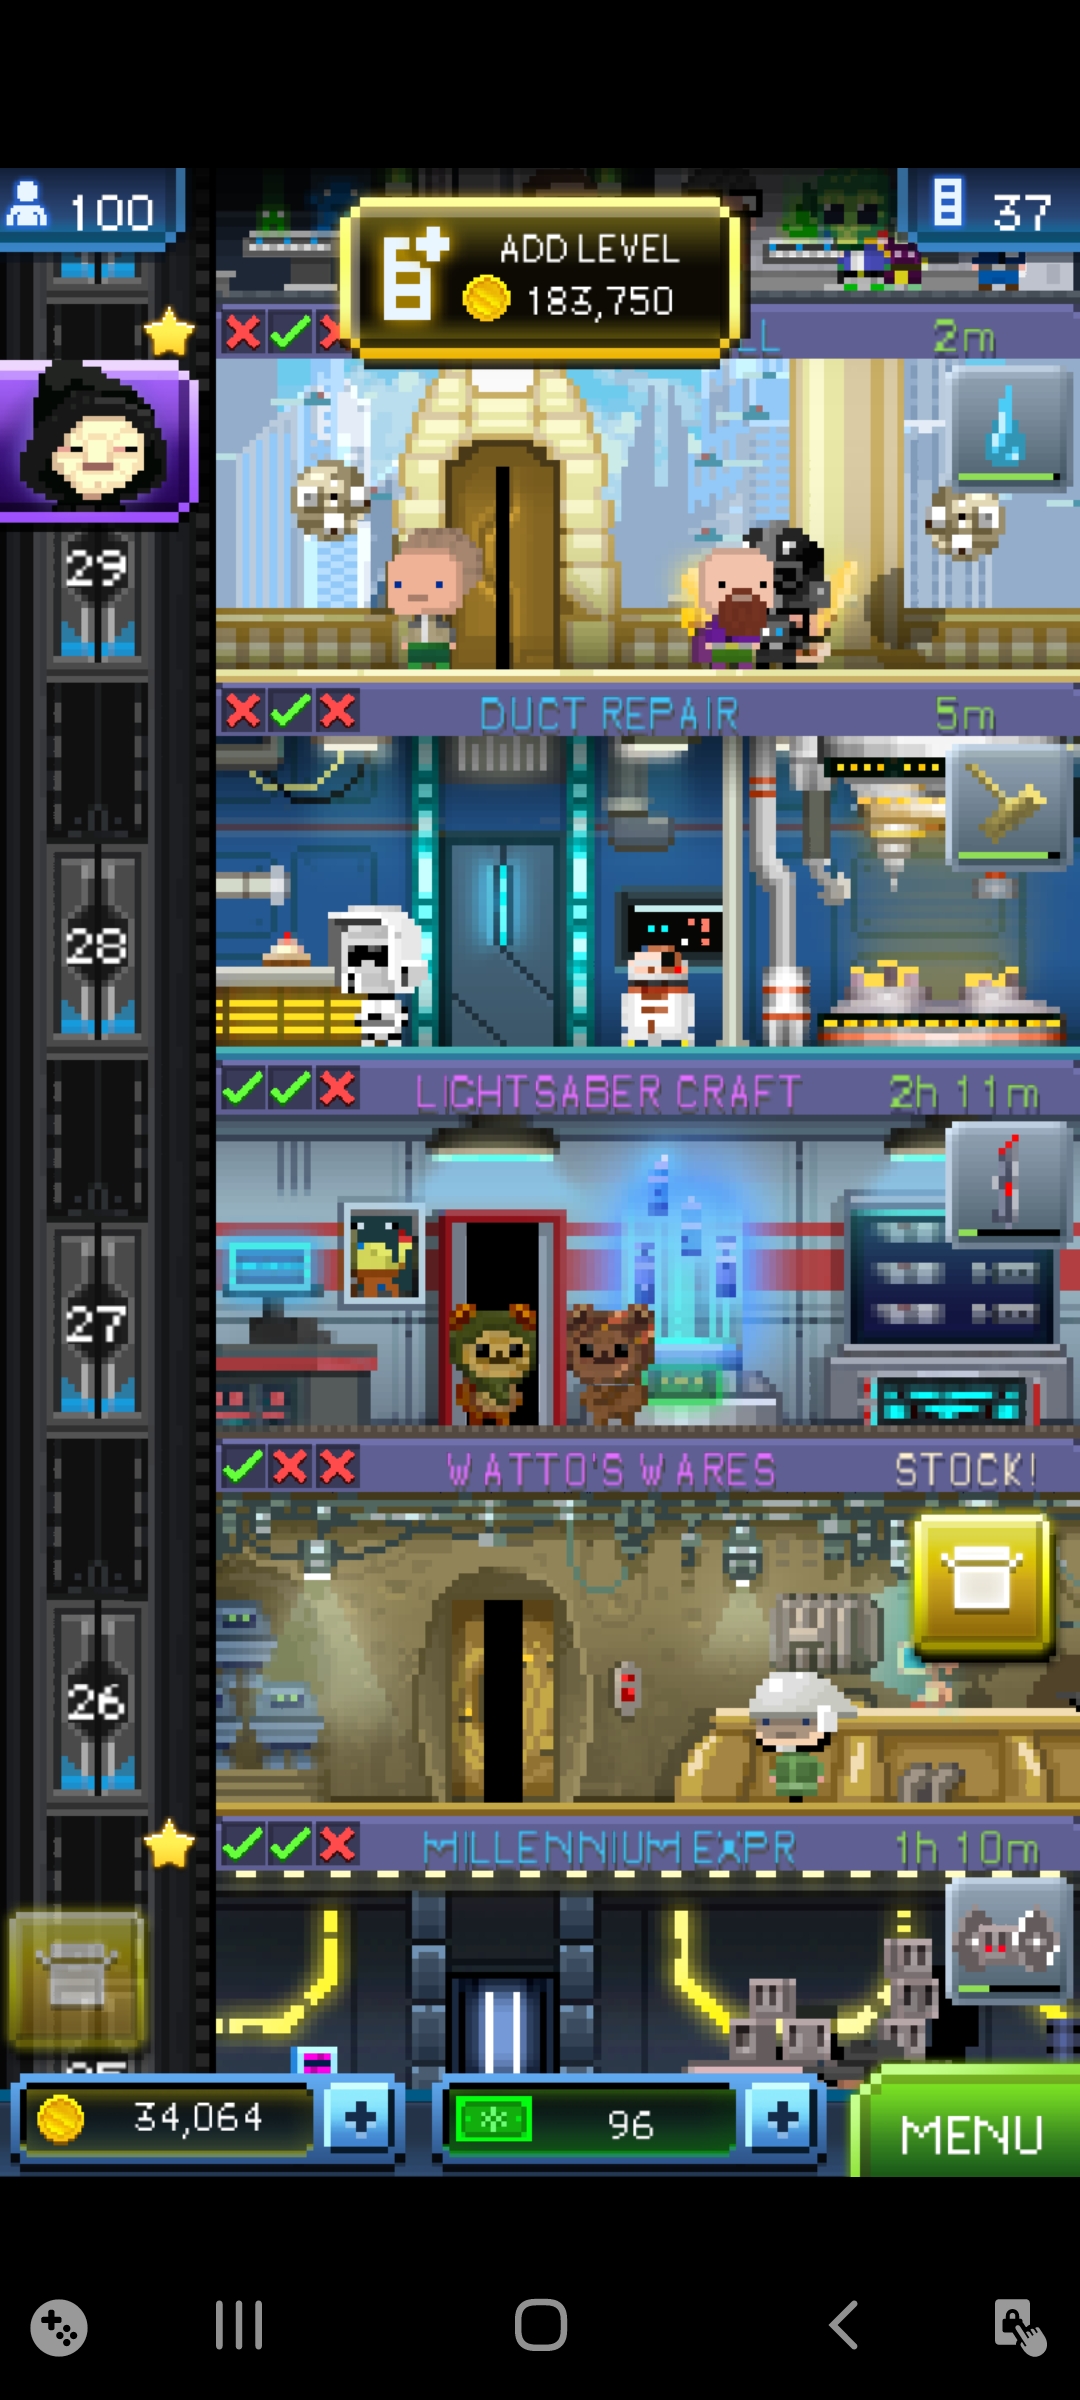 100
37
ADD LEVEL
183,750
LL 2m
29
DUCT REPAIR 5m
28
LIGHTSABER CRAFT 2h 11m
27
WATTO'S WARES STOCK!
26
MILLENNIUM EXPR 1h 10m
34,064
96
MENU